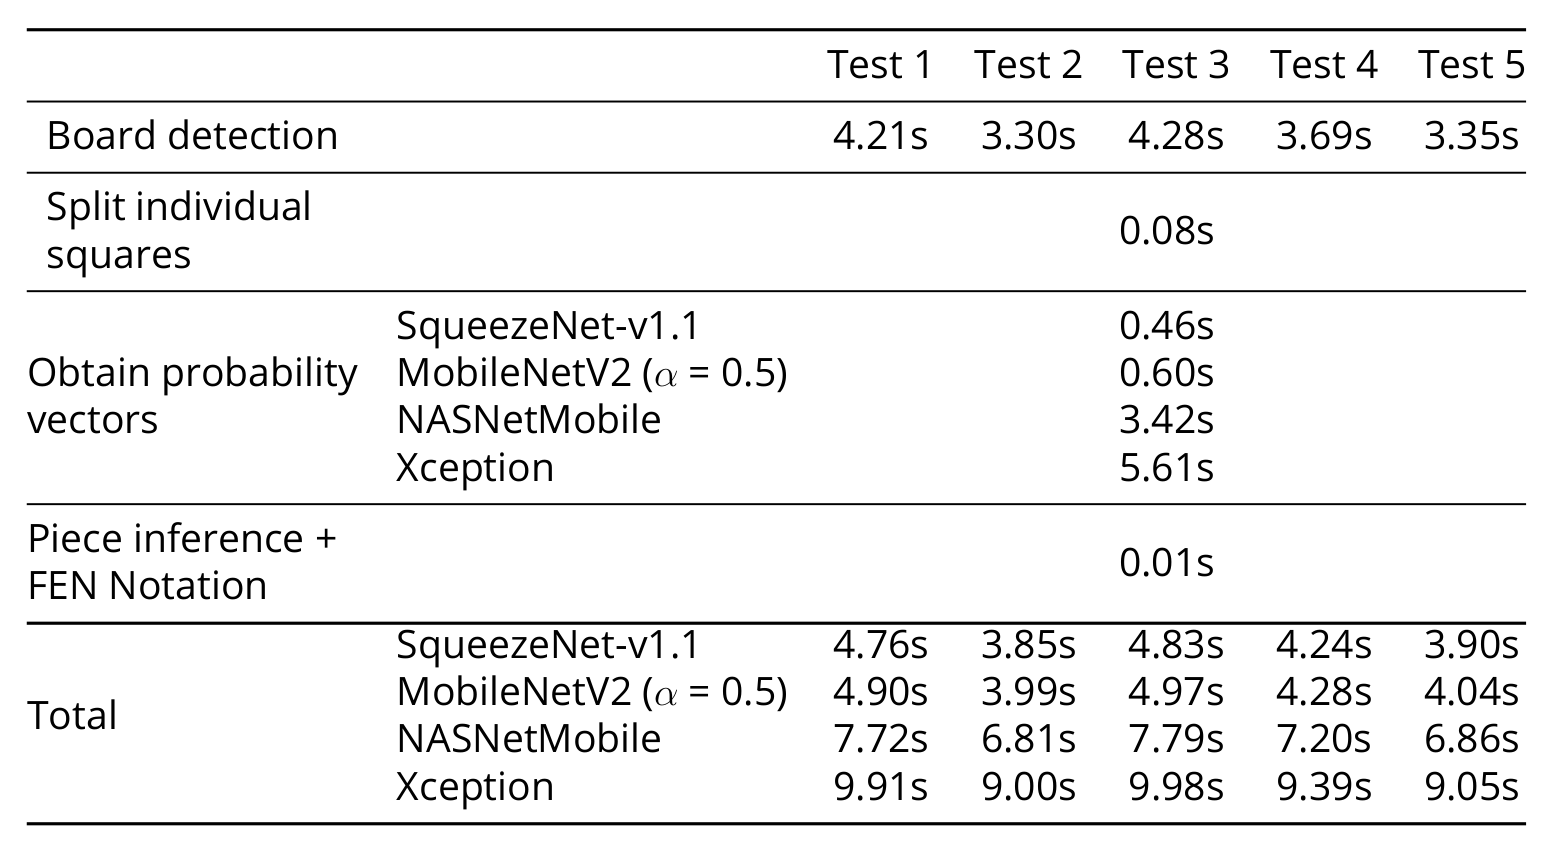 Test 1 Test 2 Test 3 Test 4 Test 5
Board detection 4.21s 3.30s 4.28s 3.69s 3.35s
Split individual
squares
0.08s
Obtain probability
vectors
SqueezeNet-v1.1 0.46s
MobileNetV2 (α = 0.5) 0.60s
NASNetMobile 3.42s
Xception 5.61s
Piece inference +
FEN Notation
0.01s
Total
SqueezeNet-v1.1 4.76s 3.85s 4.83s 4.24s 3.90s
MobileNetV2 (α = 0.5) 4.90s 3.99s 4.97s 4.28s 4.04s
NASNetMobile 7.72s 6.81s 7.79s 7.20s 6.86s
Xception 9.91s 9.00s 9.98s 9.39s 9.05s